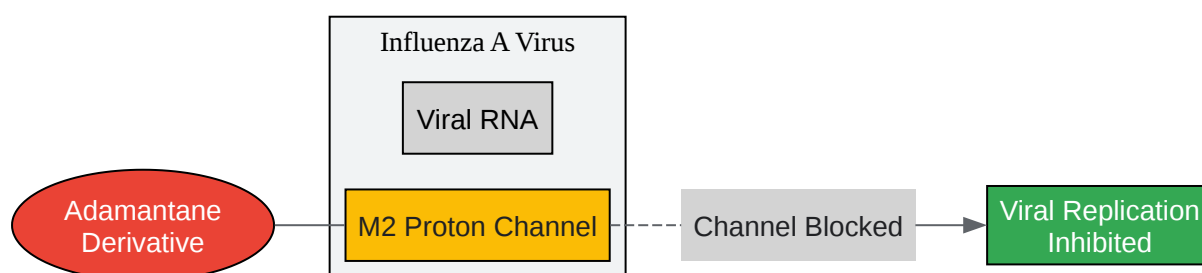 Influenza A Virus
Viral RNA
Adamantane
Derivative
M2 Proton Channel
Channel Blocked
Viral Replication
Inhibited